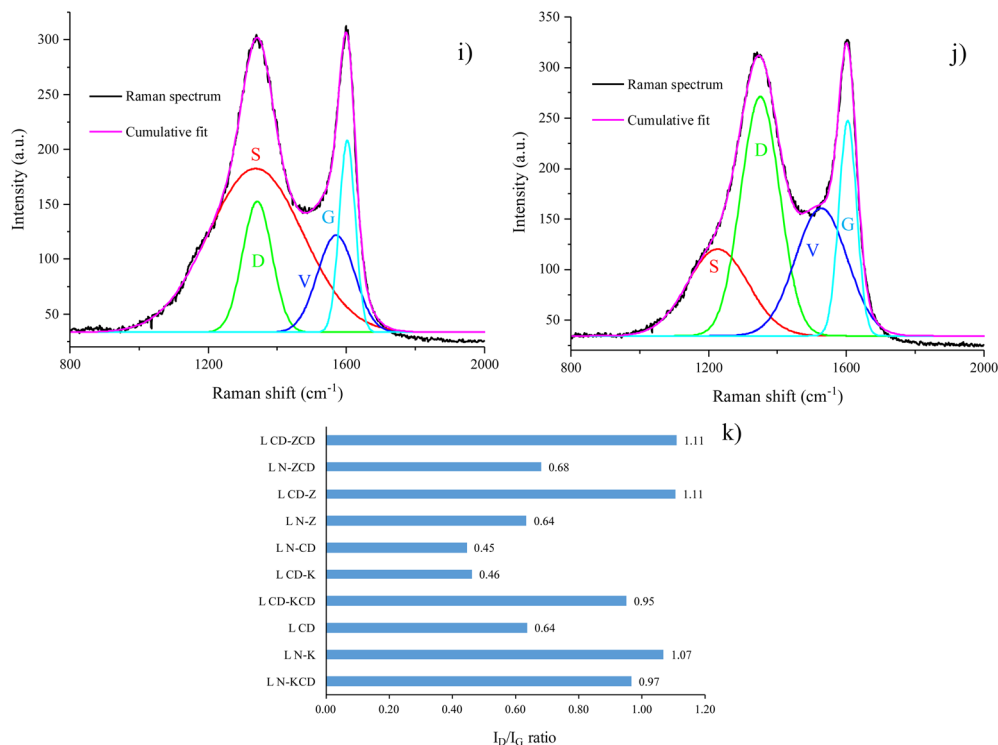 i)
300
250
200
150
100
50
Intensity (a.u.)
Raman spectrum
Cumulative fit
S
D
V
G
800
1200
1600
2000
Raman shift (cm-1)
j)
350
300
250
200
150
100
50
Intensity (a.u.)
Raman spectrum
Cumulative fit
S
D
V
G
800
1200
1600
2000
Raman shift (cm-1)
k)
L CD-ZCD 1.11
L N-ZCD 0.68
L CD-Z 1.11
L N-Z 0.64
L N-CD 0.45
L CD-K 0.46
L CD-KCD 0.95
L CD 0.64
L N-K 1.07
L N-KCD 0.97
0.00 0.20 0.40 0.60 0.80 1.00 1.20
ID/IG ratio